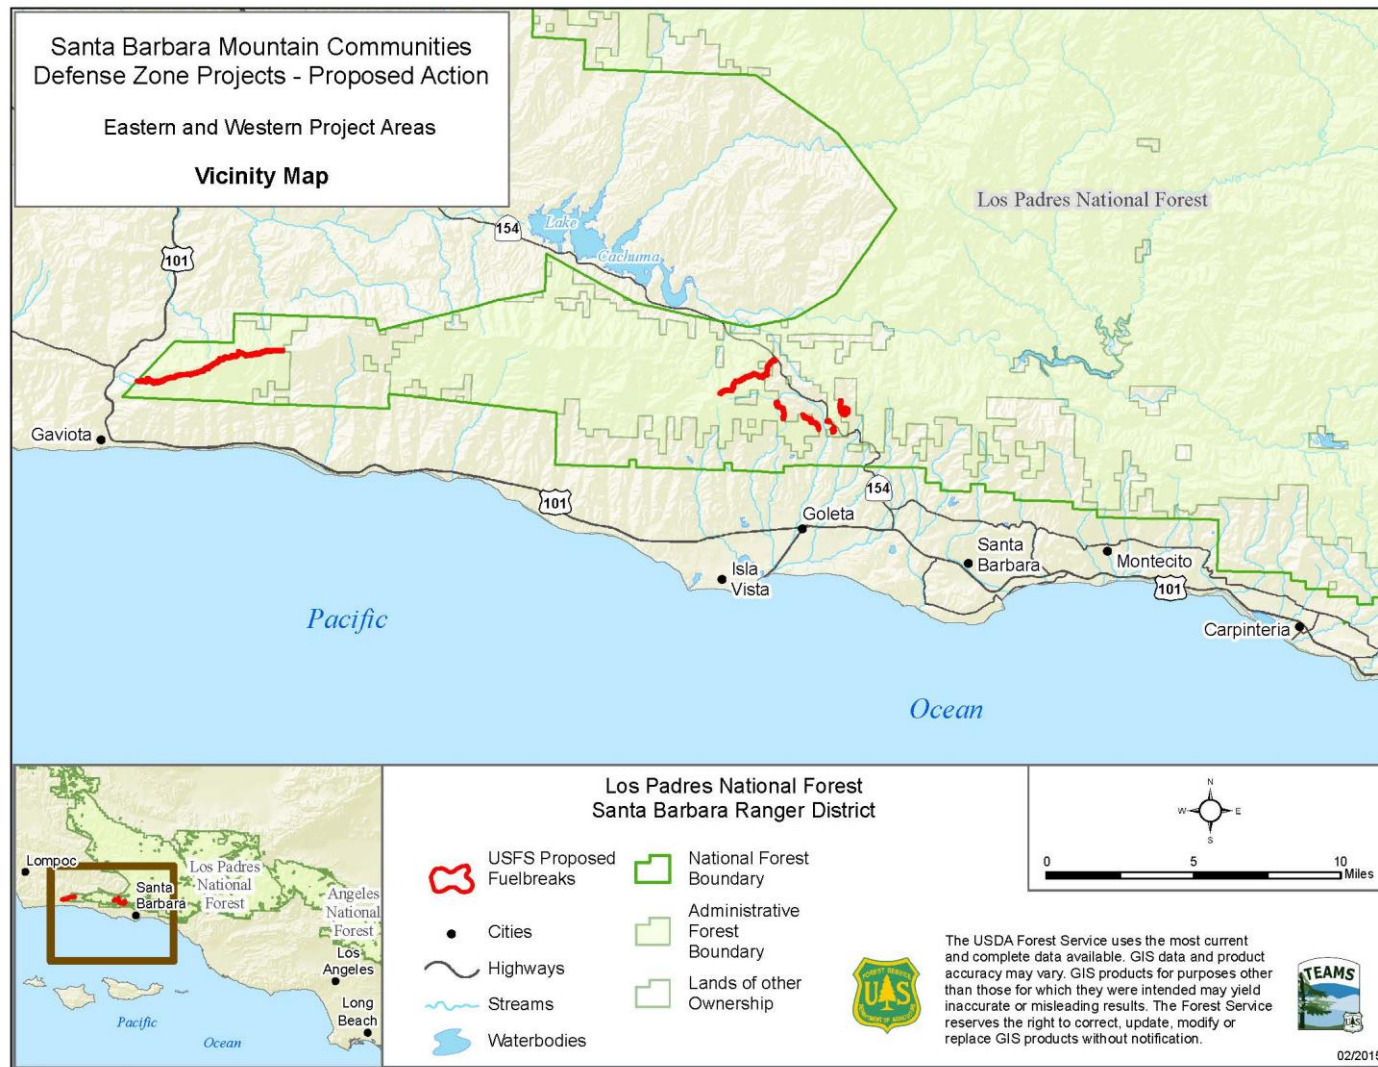 Santa Barbara Mountain Communities
Defense Zone Projects - Proposed Action
Eastern and Western Project Areas
Vicinity Map
Los Padres National Forest
154
Lake
Cachuma
101
Gaviota
101
154
Goleta
Isla
Vista
Santa
Barbara
Montecito
101
Carpinteria
Pacific
Ocean
Lompoc
Los Padres
National
Forest
Santa
Barbara
Angeles
National
Forest
Los
Angeles
Long
Beach
Pacific
Ocean
Los Padres National Forest
Santa Barbara Ranger District
USFS Proposed
Fuelbreaks
Cities
Highways
Streams
Waterbodies
National Forest
Boundary
Administrative
Forest
Boundary
Lands of other
Ownership
N
W E
S
0 5 10
Miles
FOREST SERVICE
U S
DEPARTMENT OF AGRICULTURE
The USDA Forest Service uses the most current
and complete data available. GIS data and product
accuracy may vary. GIS products for purposes other
than those for which they were intended may yield
inaccurate or misleading results. The Forest Service
reserves the right to correct, update, modify or
replace GIS products without notification.
TEAMS
02/2015